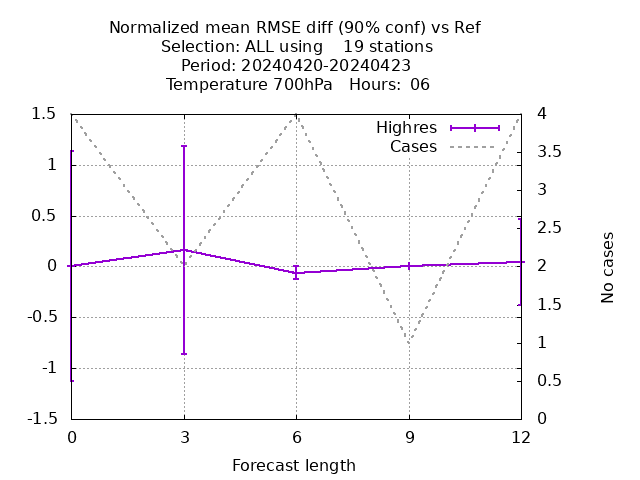 Normalized mean RMSE diff (90% conf) vs Ref
Selection: ALL using    19 stations
Period: 20240420-20240423
Temperature 700hPa   Hours: 06
Highres
Cases
1.5
1
0.5
0
-0.5
-1
-1.5
4
3.5
3
2.5
2
1.5
1
0.5
0
No cases
0 3 6 9 12
Forecast length